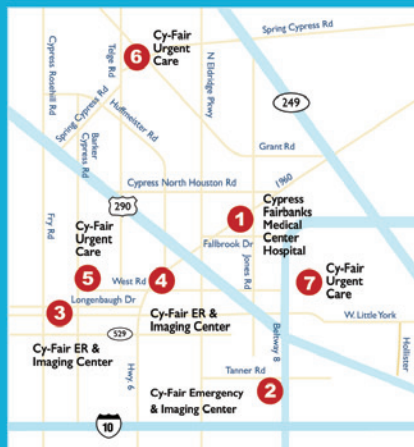 Cypress Rosehill Rd
Telge Rd
6
Cy-Fair
Urgent
Care
N Eldridge Pkwy
Spring Cypress Rd
249
Spring Cypress Rd
Huffmeister Rd
Barker
Cypress Rd
Grant Rd
Cypress North Houston Rd
1960
290
Fry Rd
1
Cypress
Fairbanks
Medical
Center
Hospital
Fallbrook Dr
Jones Rd
Cy-Fair
Urgent
Care
5
West Rd
4
7
Cy-Fair
Urgent
Care
Longenbaugh Dr
3
Cy-Fair ER &
Imaging Center
W. Little York
529
Cy-Fair ER &
Imaging Center
Hwy. 6
Beltway 8
Hollister
Tanner Rd
Cy-Fair Emergency
& Imaging Center
2
10